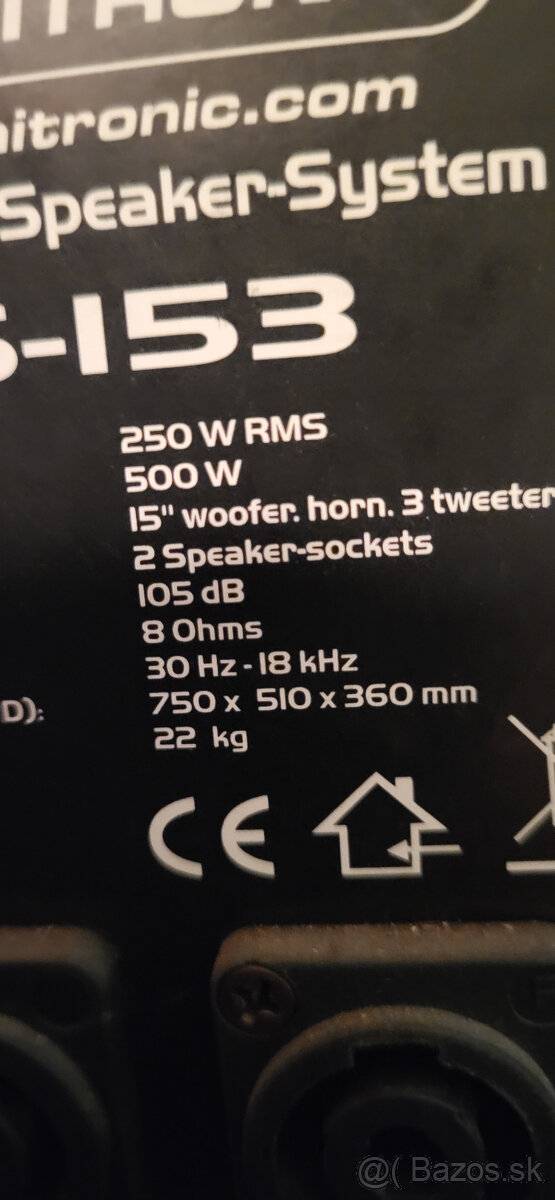 itronic.com
Speaker-System
-153
250 W RMS
500 W
15" woofer. horn. 3 tweeter
2 Speaker-sockets
105 dB
8 Ohms
30 Hz - 18 kHz
750 x 510 x 360 mm
D):
22 kg
CE
@( Bazos.sk